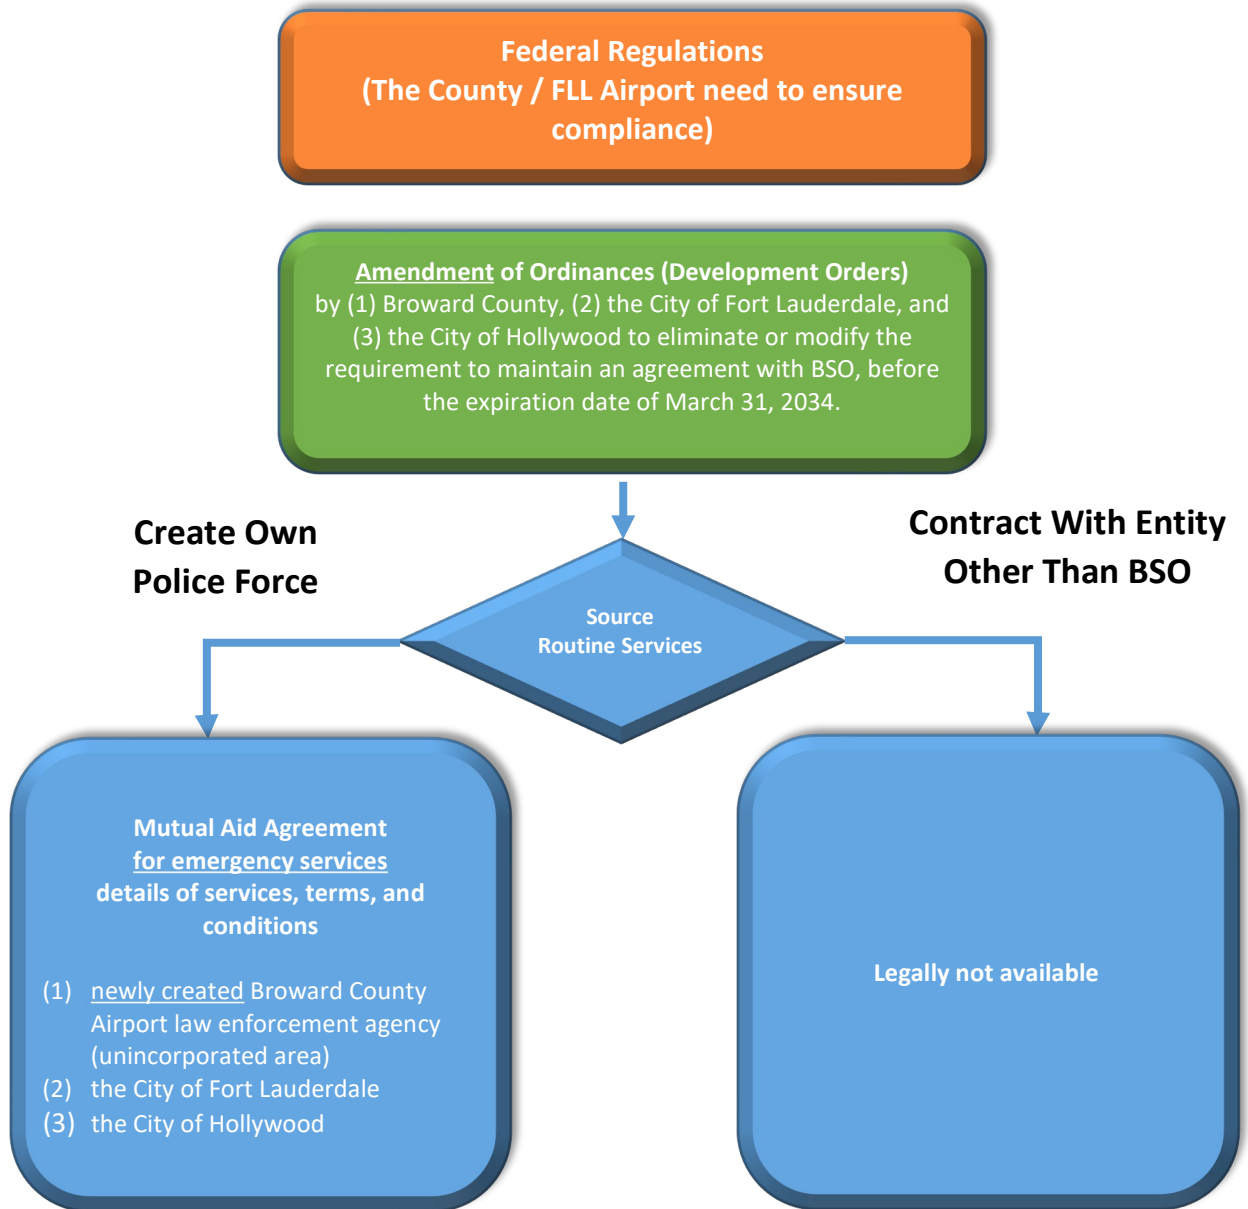 Federal Regulations
(The County / FLL Airport need to ensure
compliance)
Amendment of Ordinances (Development Orders)
by (1) Broward County, (2) the City of Fort Lauderdale, and
(3) the City of Hollywood to eliminate or modify the
requirement to maintain an agreement with BSO, before
the expiration date of March 31, 2034.
Create Own
Police Force
Contract With Entity
Other Than BSO
Source
Routine Services
Mutual Aid Agreement
for emergency services
details of services, terms, and
conditions
(1) newly created Broward County
Airport law enforcement agency
(unincorporated area)
(2) the City of Fort Lauderdale
(3) the City of Hollywood
Legally not available